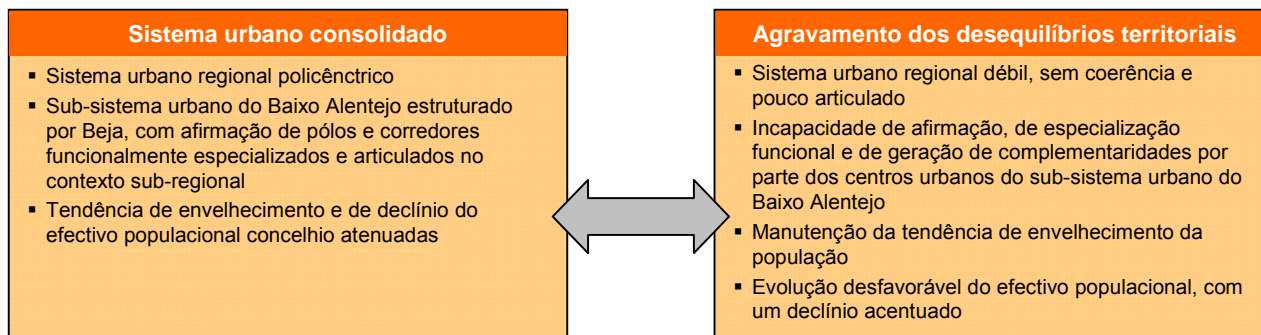 Sistema urbano consolidado
▪ Sistema urbano regional policênctrico
▪ Sub-sistema urbano do Baixo Alentejo estruturado
por Beja, com afirmação de pólos e corredores
funcionalmente especializados e articulados no
contexto sub-regional
▪ Tendência de envelhecimento e de declínio do
efectivo populacional concelhio atenuadas
Agravamento dos desequilíbrios territoriais
▪ Sistema urbano regional débil, sem coerência e
pouco articulado
▪ Incapacidade de afirmação, de especialização
funcional e de geração de complementaridades por
parte dos centros urbanos do sub-sistema urbano do
Baixo Alentejo
▪ Manutenção da tendência de envelhecimento da
população
▪ Evolução desfavorável do efectivo populacional, com
um declínio acentuado